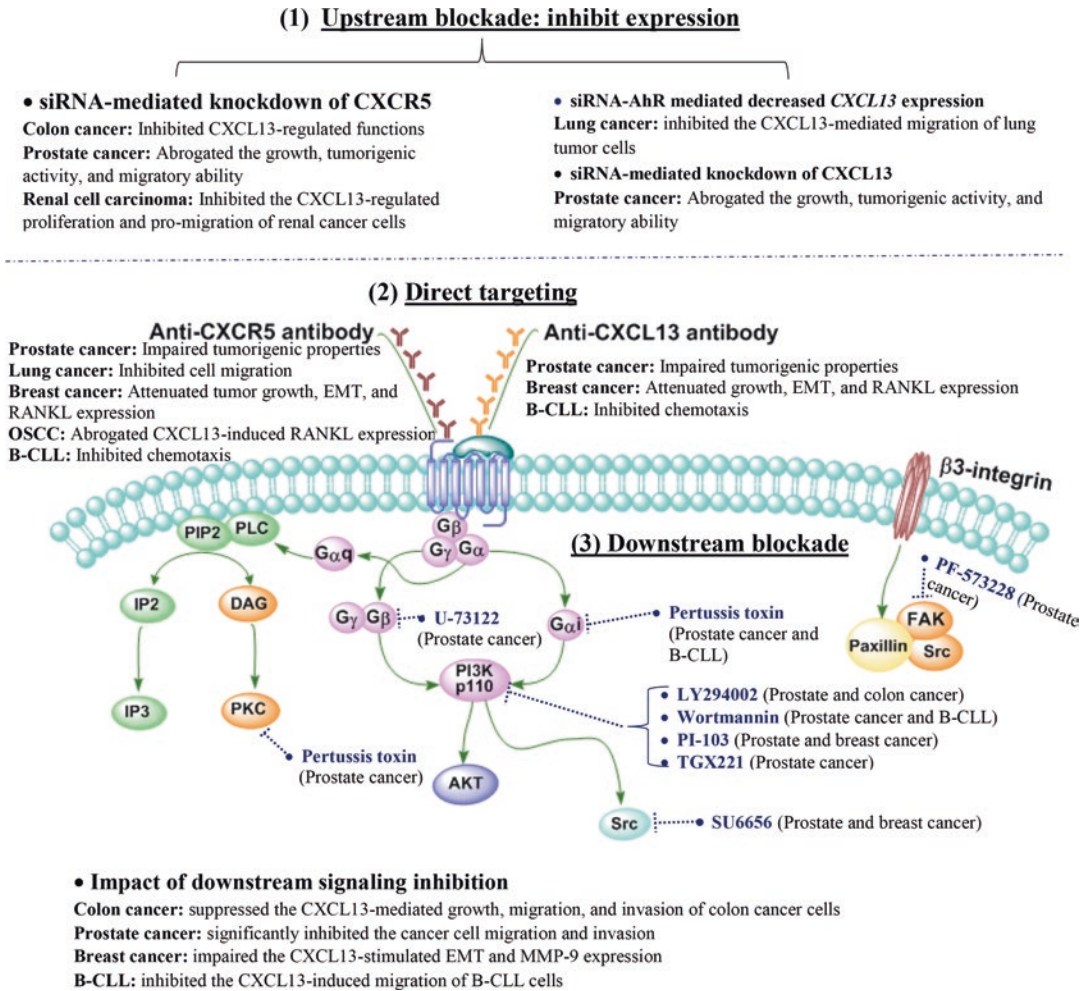 (1) Upstream blockade: inhibit expression
• siRNA-mediated knockdown of CXCR5
Colon cancer: Inhibited CXCL13-regulated functions
Prostate cancer: Abrogated the growth, tumorigenic
activity, and migratory ability
Renal cell carcinoma: Inhibited the CXCL13-regulated
proliferation and pro-migration of renal cancer cells
• siRNA-AhR mediated decreased CXCL13 expression
Lung cancer: inhibited the CXCL13-mediated migration of lung
tumor cells
• siRNA-mediated knockdown of CXCL13
Prostate cancer: Abrogated the growth, tumorigenic activity, and
migratory ability
(2) Direct targeting
Anti-CXCR5 antibody
Prostate cancer: Impaired tumorigenic properties
Lung cancer: Inhibited cell migration
Breast cancer: Attenuated tumor growth, EMT, and
RANKL expression
OSCC: Abrogated CXCL13-induced RANKL expression
B-CLL: Inhibited chemotaxis
Anti-CXCL13 antibody
Prostate cancer: Impaired tumorigenic properties
Breast cancer: Attenuated growth, EMT, and RANKL expression
B-CLL: Inhibited chemotaxis
β3-integrin
PIP2
PLC
Gαq
Gβ
Gγ
Gα
(3) Downstream blockade
IP2
DAG
Gγ
Gβ
• U-73122
(Prostate cancer)
Gαi
• Pertussis toxin
(Prostate cancer and
B-CLL)
• PF-573228 (Prostate
cancer)
FAK
Paxillin
Src
IP3
PKC
PI3K
p110
• LY294002 (Prostate and colon cancer)
• Wortmannin (Prostate cancer and B-CLL)
• PI-103 (Prostate and breast cancer)
• TGX221 (Prostate cancer)
• Pertussis toxin
(Prostate cancer)
AKT
Src
• SU6656 (Prostate and breast cancer)
• Impact of downstream signaling inhibition
Colon cancer: suppressed the CXCL13-mediated growth, migration, and invasion of colon cancer cells
Prostate cancer: significantly inhibited the cancer cell migration and invasion
Breast cancer: impaired the CXCL13-stimulated EMT and MMP-9 expression
B-CLL: inhibited the CXCL13-induced migration of B-CLL cells